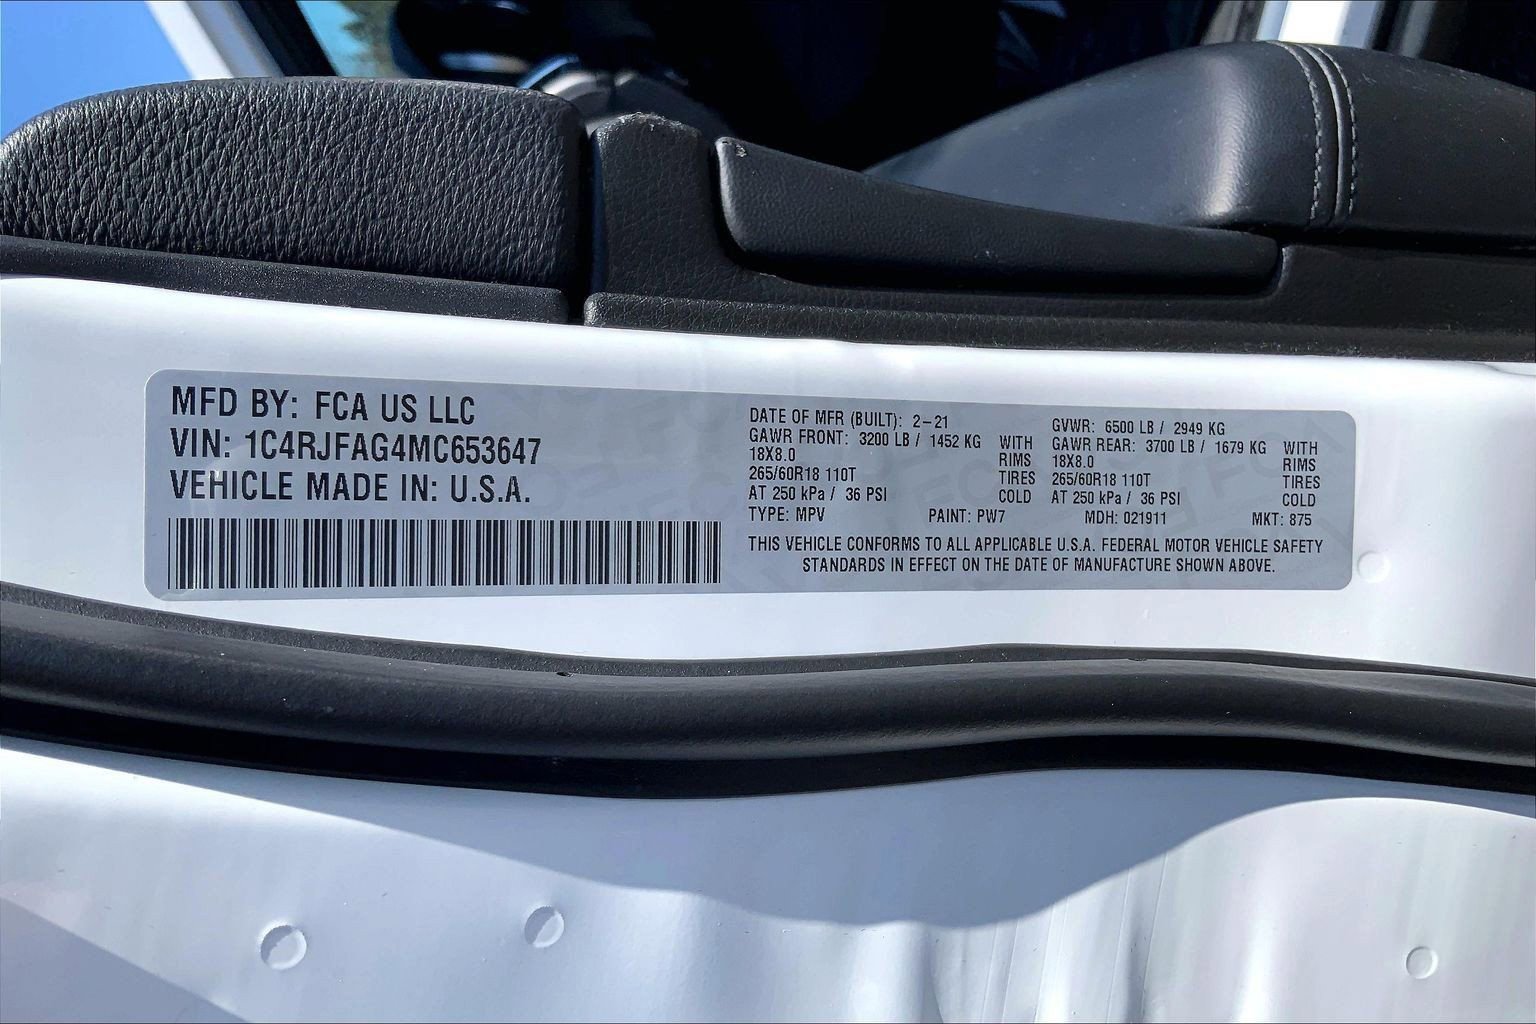 MFD BY: FCA US LLC
VIN: 1C4RJFAG4MC653647
VEHICLE MADE IN: U.S.A.
DATE OF MFR (BUILT): 2-21
GAWR FRONT: 3200 LB / 1452 KG WITH
18X8.0 RIMS
265/60R18 110T TIRES
AT 250 kPa / 36 PSI COLD
GVWR: 6500 LB / 2949 KG
GAWR REAR: 3700 LB / 1679 KG WITH
18X8.0 RIMS
265/60R18 110T TIRES
AT 250 kPa / 36 PSI COLD
TYPE: MPV PAINT: PW7 MDH: 021911 MKT: 875
THIS VEHICLE CONFORMS TO ALL APPLICABLE U.S.A. FEDERAL MOTOR VEHICLE SAFETY
STANDARDS IN EFFECT ON THE DATE OF MANUFACTURE SHOWN ABOVE.